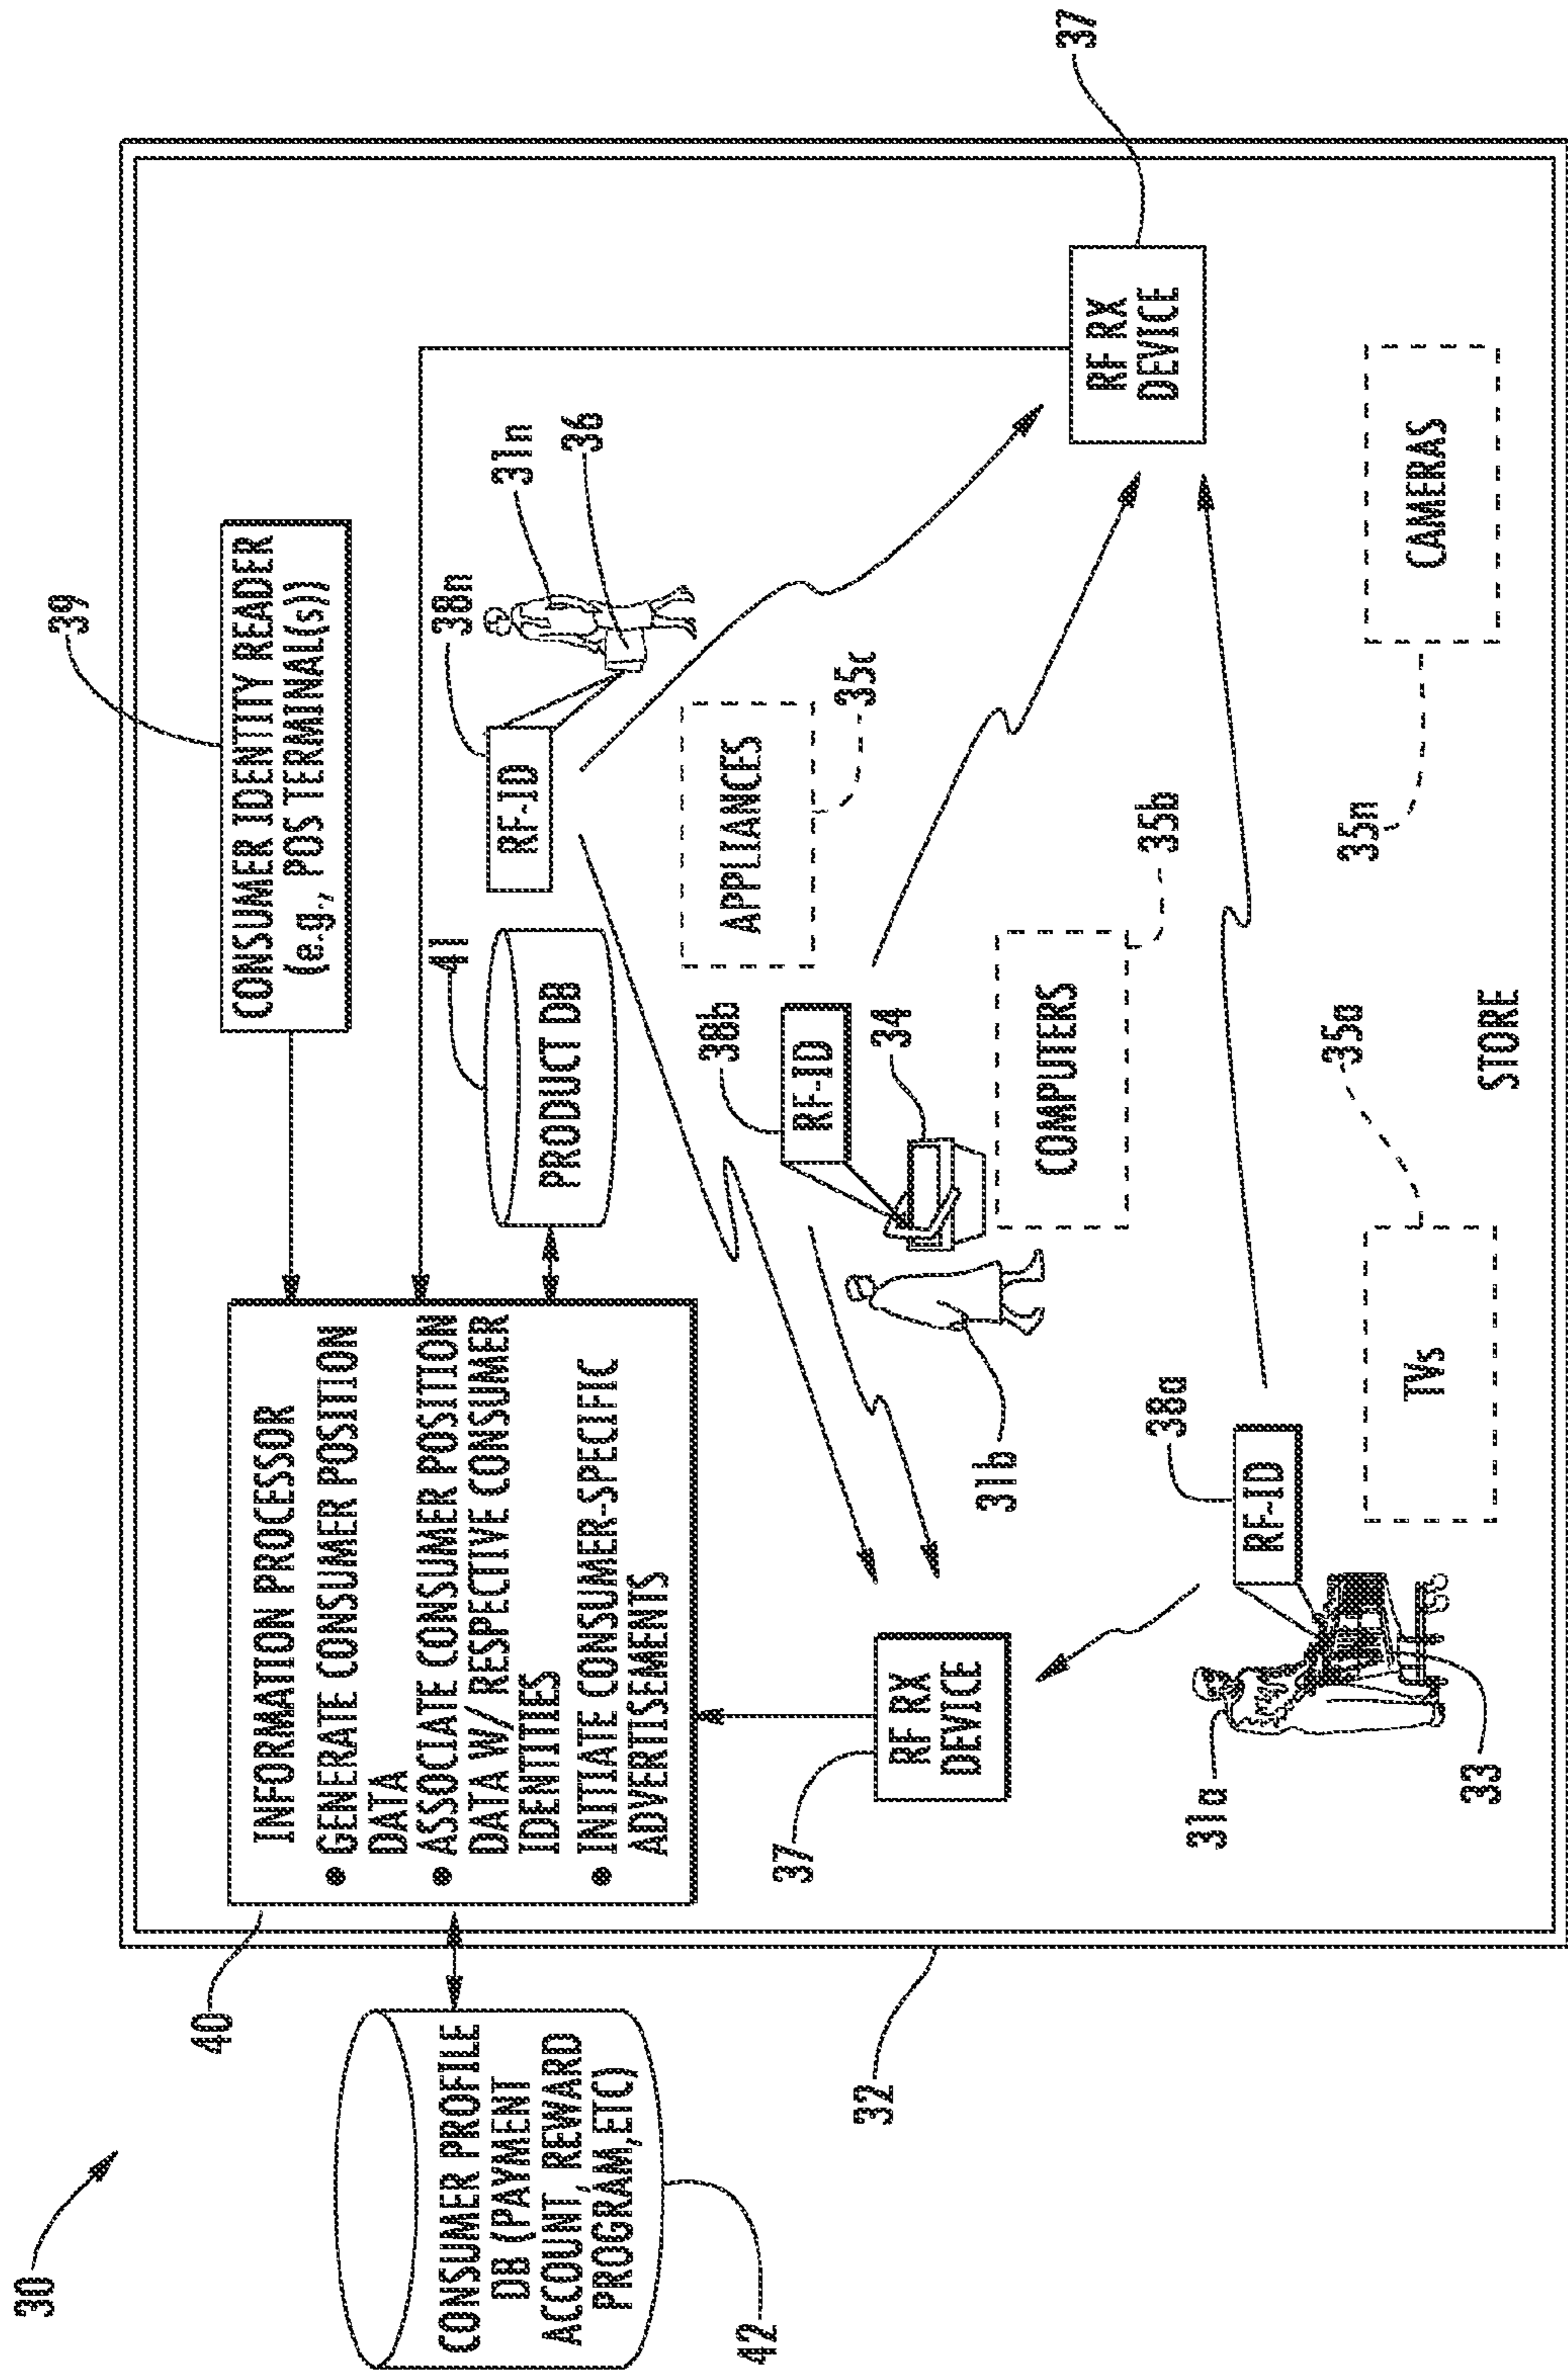 30
39
40
CONSUMER PROFILE
DB (PAYMENT
ACCOUNT, REWARD
PROGRAM,ETC)
42
32
INFORMATION PROCESSOR
● GENERATE CONSUMER POSITION
DATA
● ASSOCIATE CONSUMER POSITION
DATA W/ RESPECTIVE CONSUMER
IDENTITIES
● INITIATE CONSUMER-SPECIFIC
ADVERTISEMENTS
CONSUMER IDENTITY READER
(e.g., POS TERMINAL(s))
41
PRODUCT DB
38n
RF-ID
31n
36
37
RF RX
DEVICE
38b
RF-ID
34
31b
APPLIANCES
35c
COMPUTERS
35b
37
RF RX
DEVICE
38a
RF-ID
31a
33
TVs
35a
CAMERAS
35n
STORE